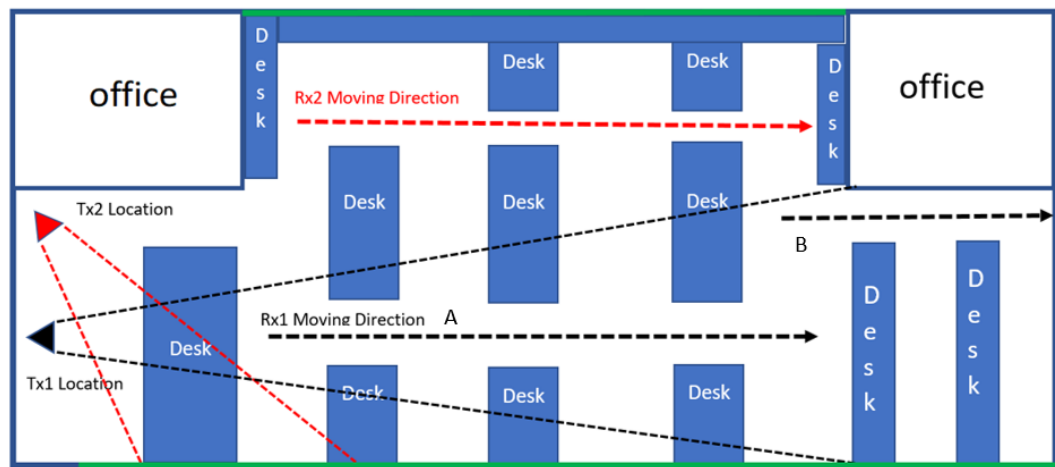 office
Desk
Desk
Desk
Desk
office
Rx2 Moving Direction
Tx2 Location
Desk
Desk
Desk
B
Rx1 Moving Direction
A
Desk
Tx1 Location
Desk
Desk
Desk
Desk
Desk